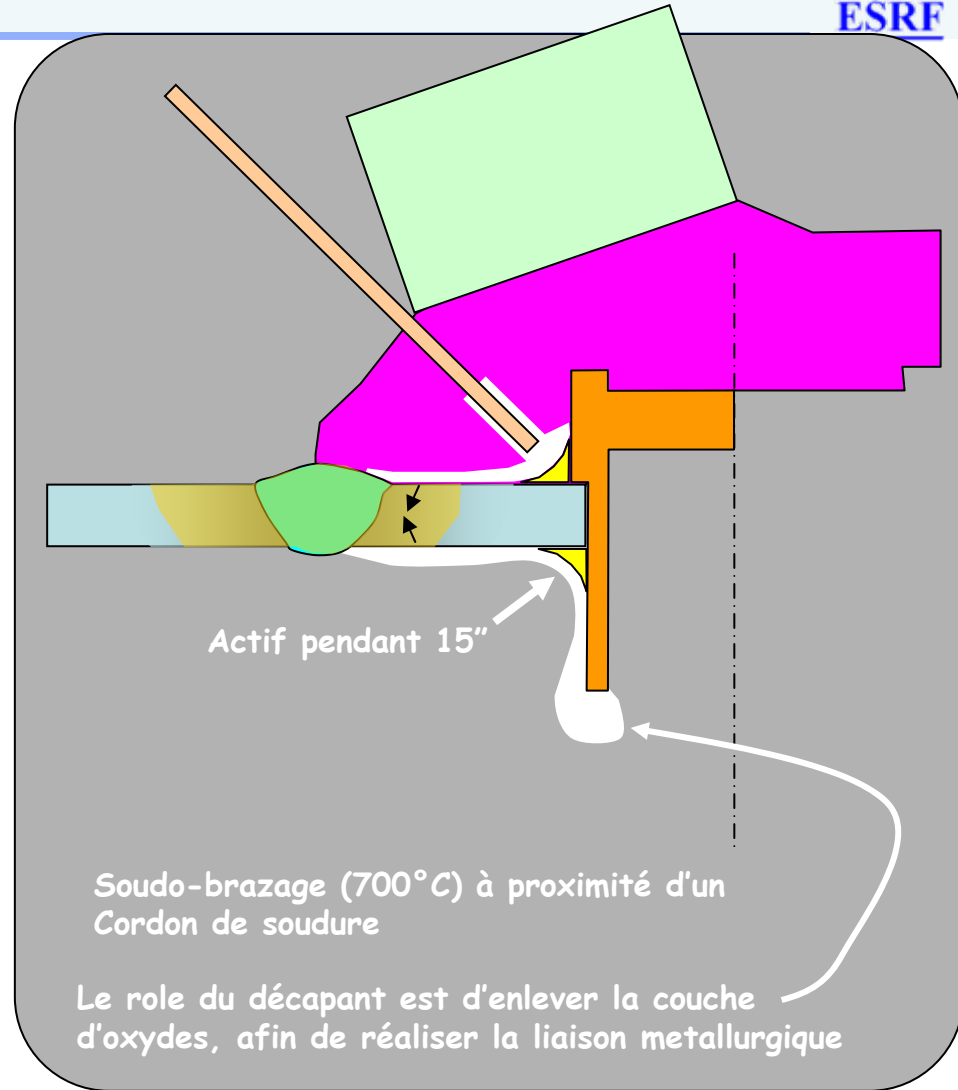 ESRF
Actif pendant 15”
Soudo-brazage (700°C) à proximité d’un
Cordon de soudure
Le role du décapant est d’enlever la couche
d’oxydes, afin de réaliser la liaison metallurgique